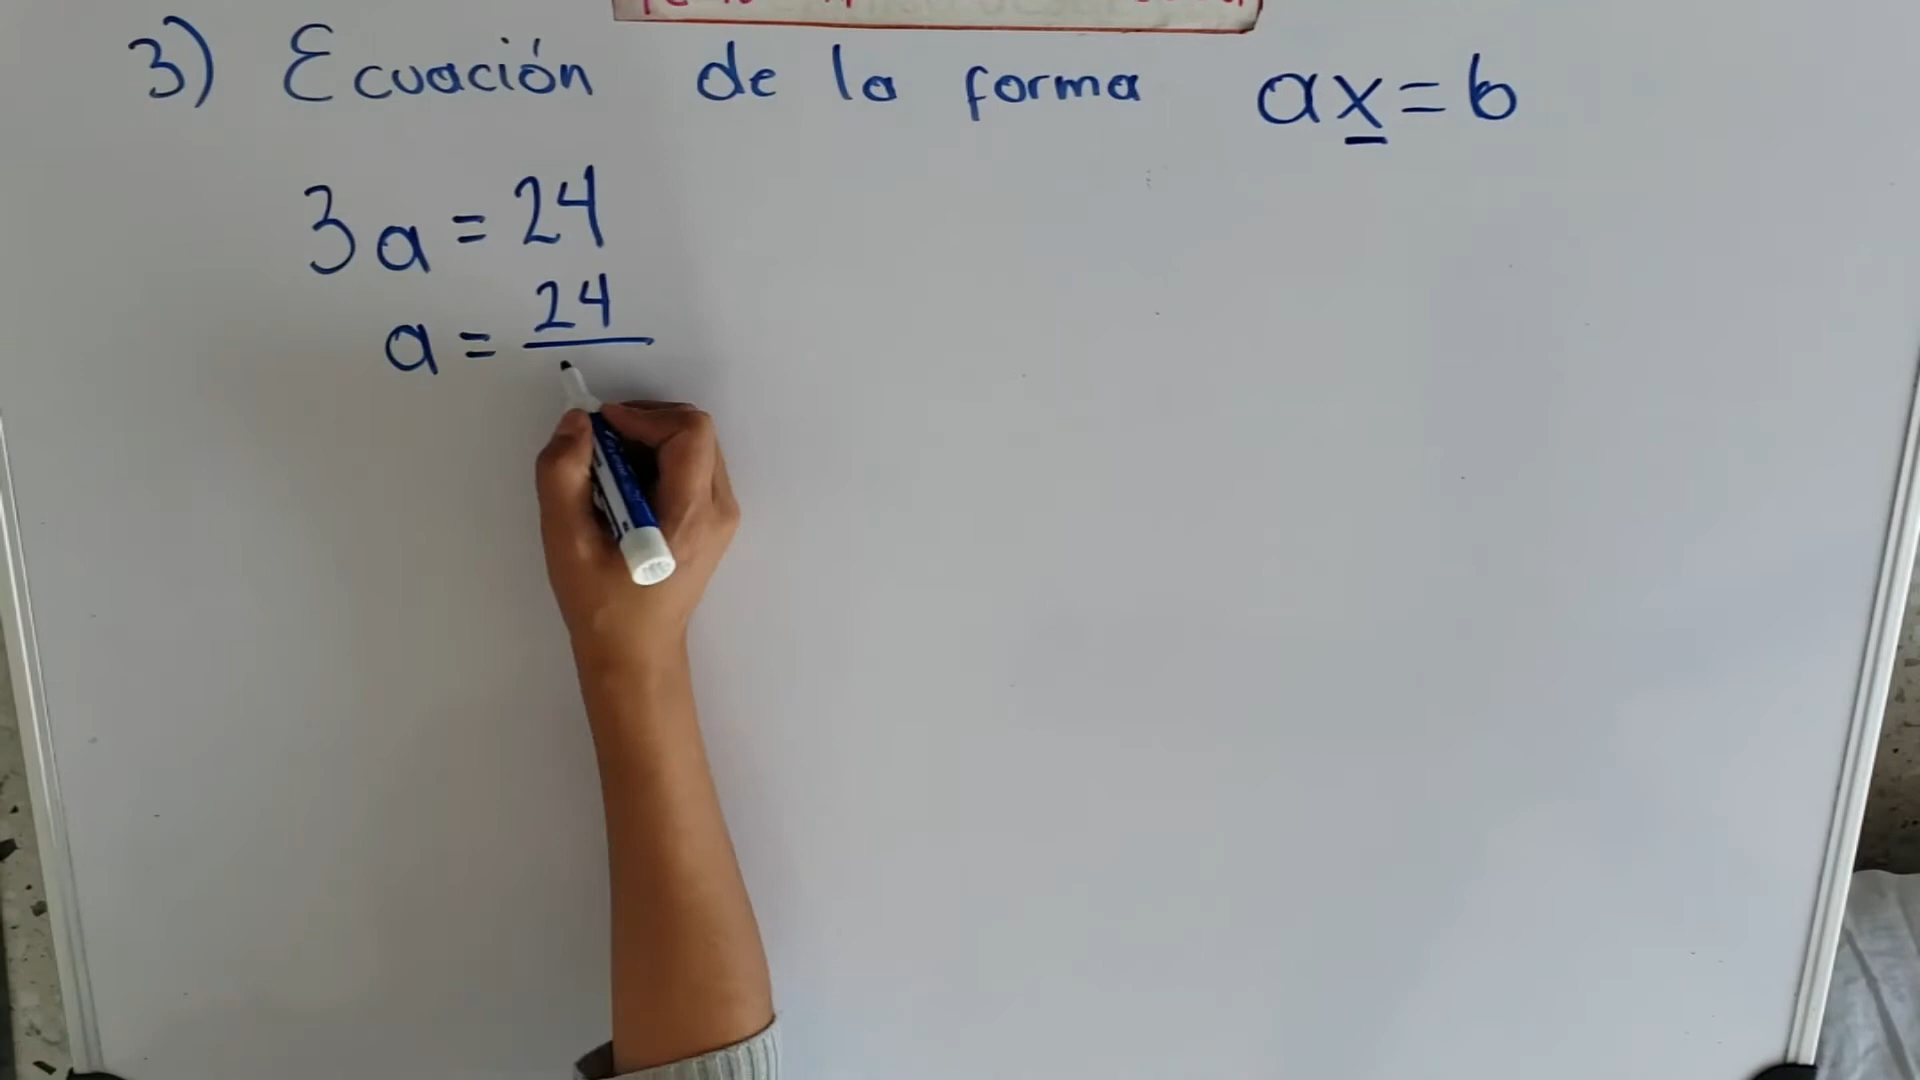 3) Ecuación de la forma ax = b
3a = 24
a = 24/